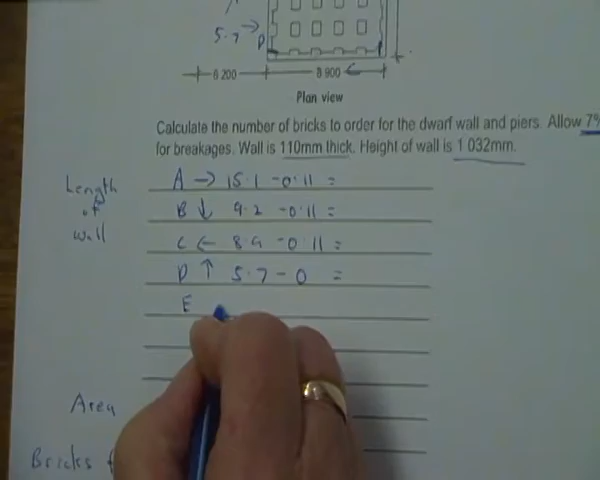 5.7 → D
6 200 8 900 C
Plan view
Calculate the number of bricks to order for the dwarf wall and piers. Allow 7%
for breakages. Wall is 110mm thick. Height of wall is 1 032mm.
Length of wall
A → 15.1 - 0.11 =
B ↓ 9.2 - 0.11 =
C ← 8.9 - 0.11 =
D ↑ 5.7 - 0 =
E
Area
Bricks